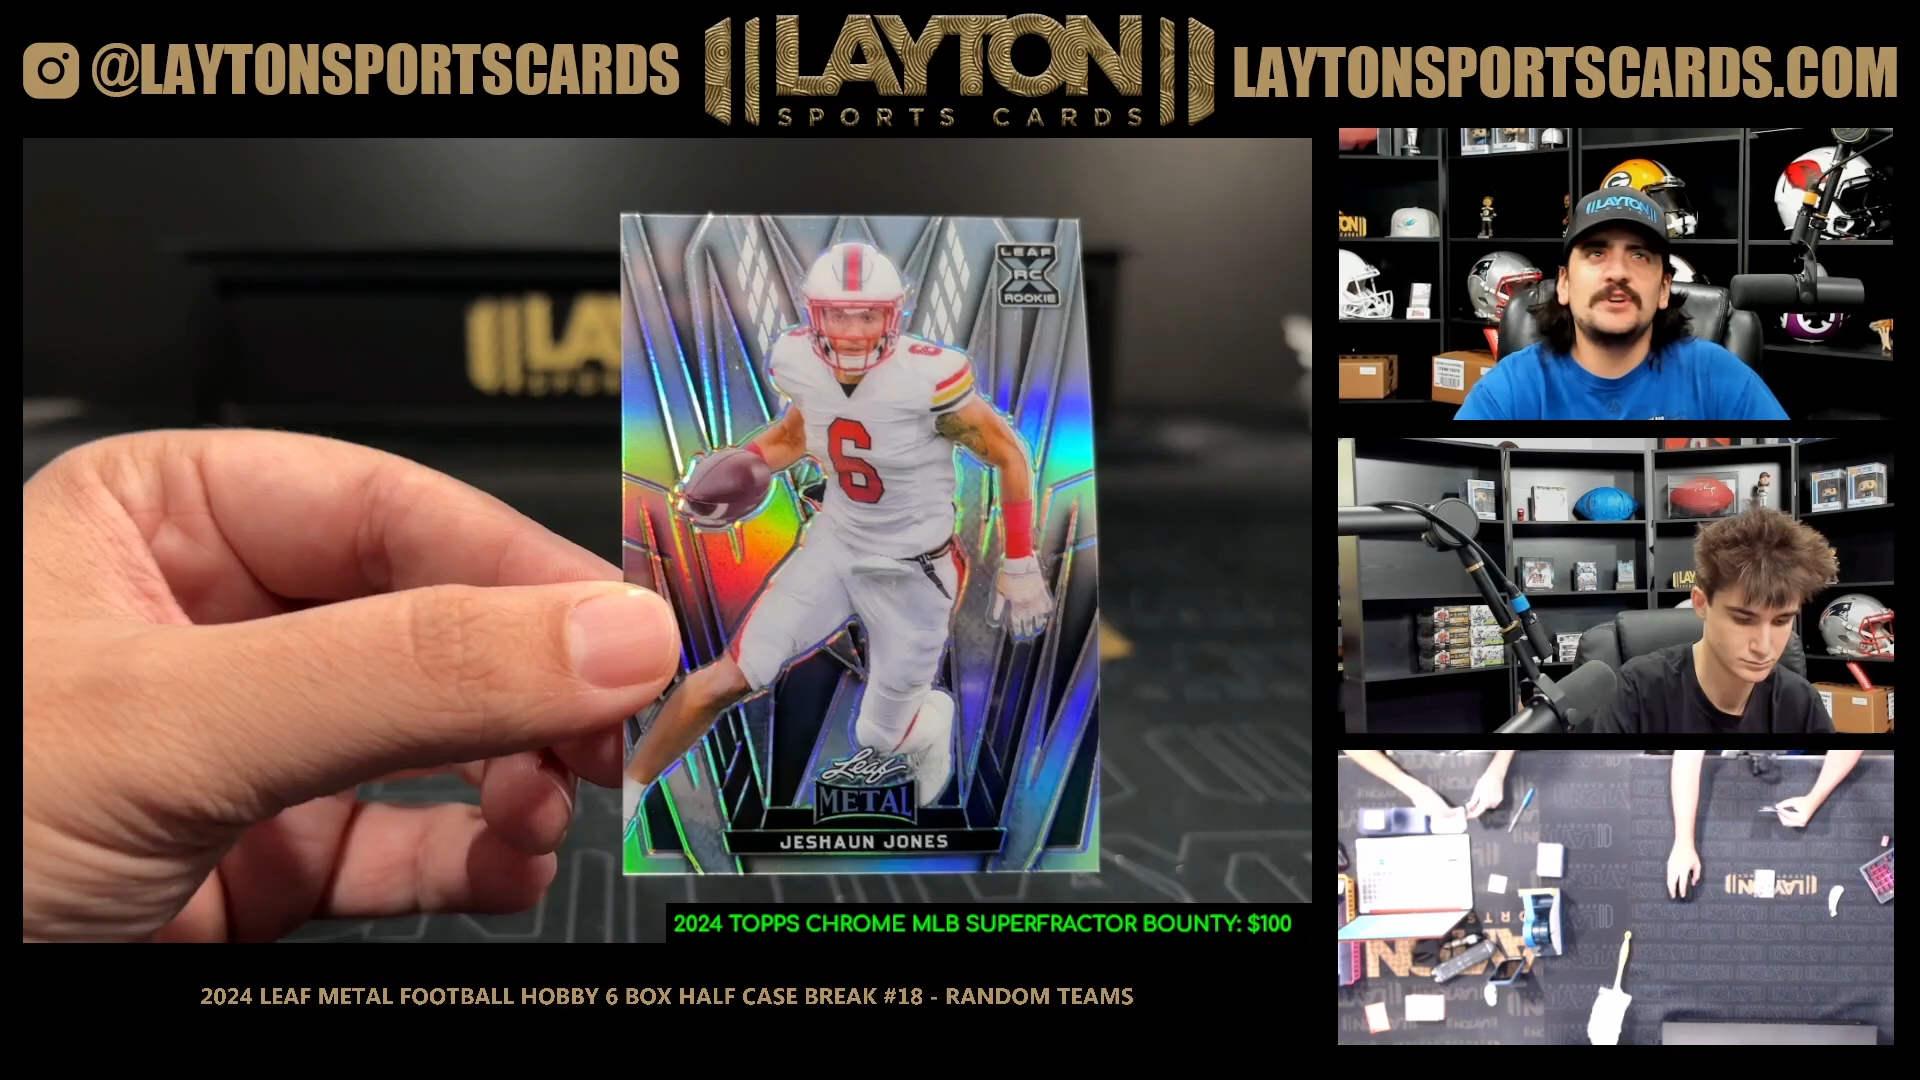 @LAYTONSPORTSCARDS
LAYTON
SPORTS CARDS
LAYTONSPORTSCARDS.COM
LEAF
RC
ROOKIE
6
6
Leaf
METAL
JESHAUN JONES
LAYTON
2024 TOPPS CHROME MLB SUPERFRACTOR BOUNTY: $100
2024 LEAF METAL FOOTBALL HOBBY 6 BOX HALF CASE BREAK #18 - RANDOM TEAMS